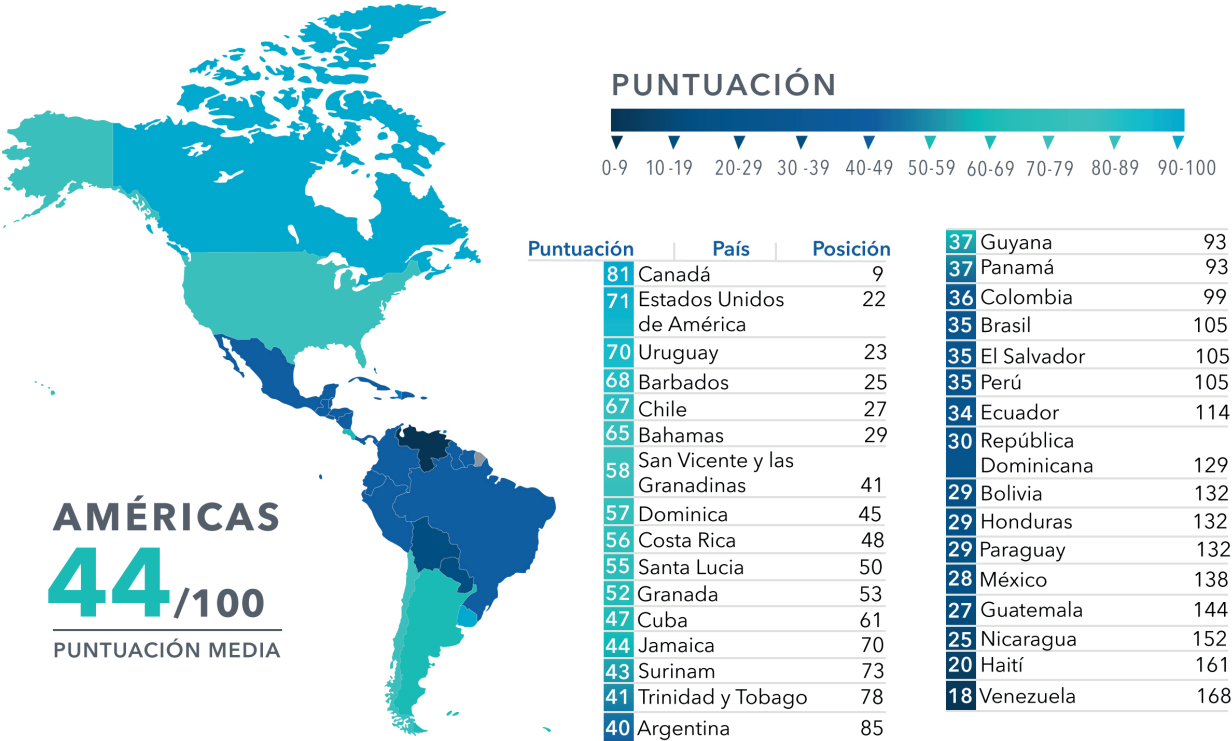 PUNTUACIÓN
0-9 10-19 20-29 30-39 40-49 50-59 60-69 70-79 80-89 90-100
Puntuación País Posición
81 Canadá 9
71 Estados Unidos 22
de América
70 Uruguay 23
68 Barbados 25
67 Chile 27
65 Bahamas 29
58 San Vicente y las
Granadinas 41
57 Dominica 45
56 Costa Rica 48
55 Santa Lucia 50
52 Granada 53
47 Cuba 61
44 Jamaica 70
43 Surinam 73
41 Trinidad y Tobago 78
40 Argentina 85
37 Guyana 93
37 Panamá 93
36 Colombia 99
35 Brasil 105
35 El Salvador 105
35 Perú 105
34 Ecuador 114
30 República
Dominicana 129
29 Bolivia 132
29 Honduras 132
29 Paraguay 132
28 México 138
27 Guatemala 144
25 Nicaragua 152
20 Haití 161
18 Venezuela 168
AMÉRICAS
44/100
PUNTUACIÓN MEDIA